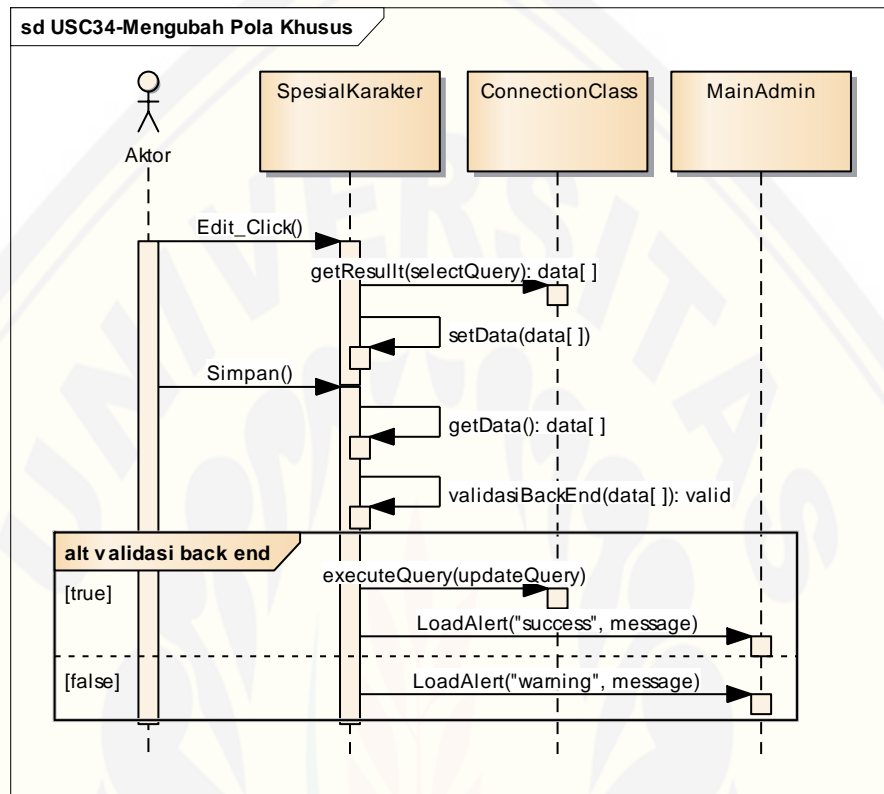 sd USC34-Mengubah Pola Khusus
Aktor
SpesialKarakter
ConnectionClass
MainAdmin
Edit_Click()
getResullt(selectQuery): data[ ]
setData(data[ ])
Simpan()
getData(): data[ ]
validasiBackEnd(data[ ]): valid
alt validasi back end
[true]
executeQuery(updateQuery)
LoadAlert("success", message)
[false]
LoadAlert("warning", message)
UNIVERSITAS